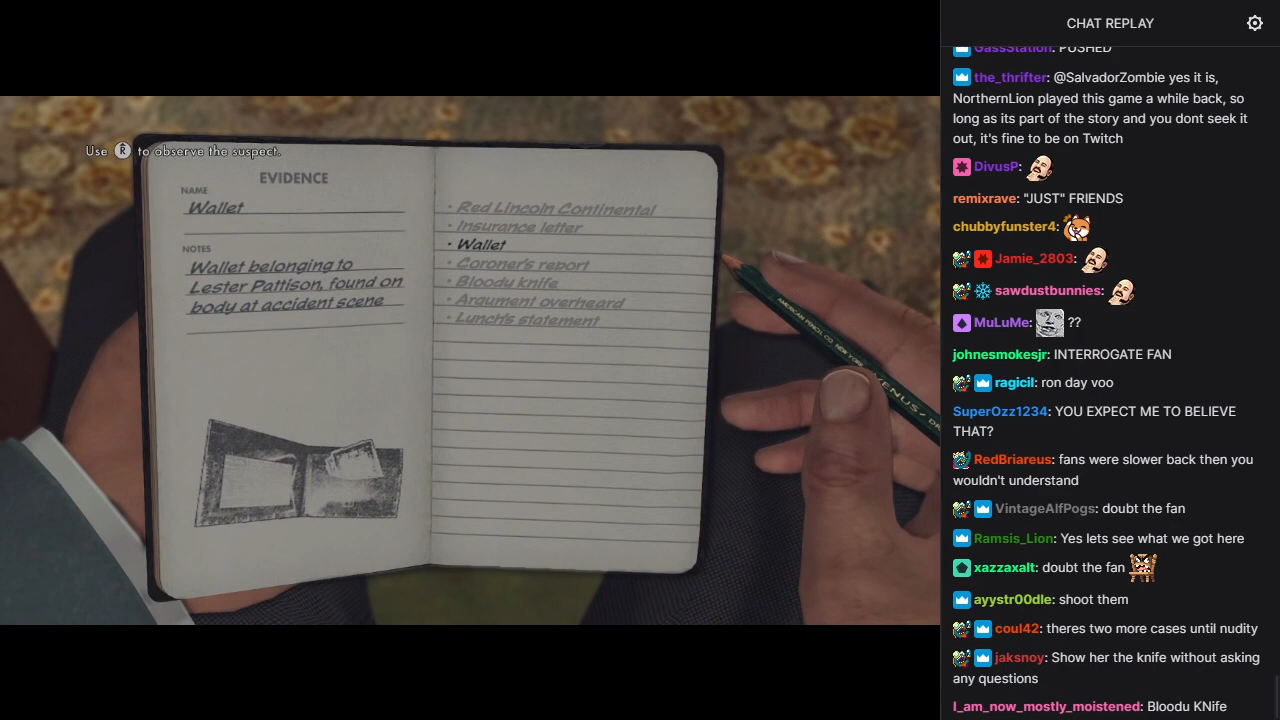 Use R to observe the suspect.
EVIDENCE
NAME
Wallet
NOTES
Wallet belonging to
Lester Pattison, found on
body at accident scene
· Red Lincoln Continental
· Insurance letter
· Wallet
· Coroner's report
· Bloody knife
· Argument overheard
· Lunch's statement
AMERICAN PENCIL CO. NEW YORK
VENUS
CHAT REPLAY
GassStation: PUSHED
the_thrifter: @SalvadorZombie yes it is,
NorthernLion played this game a while back, so
long as its part of the story and you dont seek it
out, it's fine to be on Twitch
DivusP:
remixrave: "JUST" FRIENDS
chubbyfunster4:
Jamie_2803:
sawdustbunnies:
MuLuMe: ??
johnesmokesjr: INTERROGATE FAN
ragicil: ron day voo
SuperOzz1234: YOU EXPECT ME TO BELIEVE
THAT?
RedBriareus: fans were slower back then you
wouldn't understand
VintageAlfPogs: doubt the fan
Ramsis_Lion: Yes lets see what we got here
xazzaxalt: doubt the fan
ayystr00dle: shoot them
coul42: theres two more cases until nudity
jaksnoy: Show her the knife without asking
any questions
I_am_now_mostly_moistened: Bloodu KNife